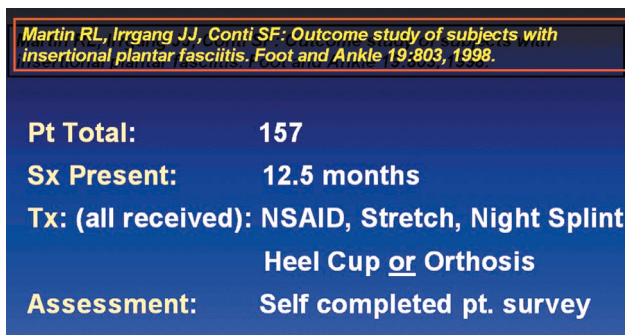 Martin RL, Irrgang JJ, Conti SF: Outcome study of subjects with
insertional plantar fasciitis. Foot and Ankle 19:803, 1998.
Pt Total: 157
Sx Present: 12.5 months
Tx: (all received): NSAID, Stretch, Night Splint
Heel Cup or Orthosis
Assessment: Self completed pt. survey